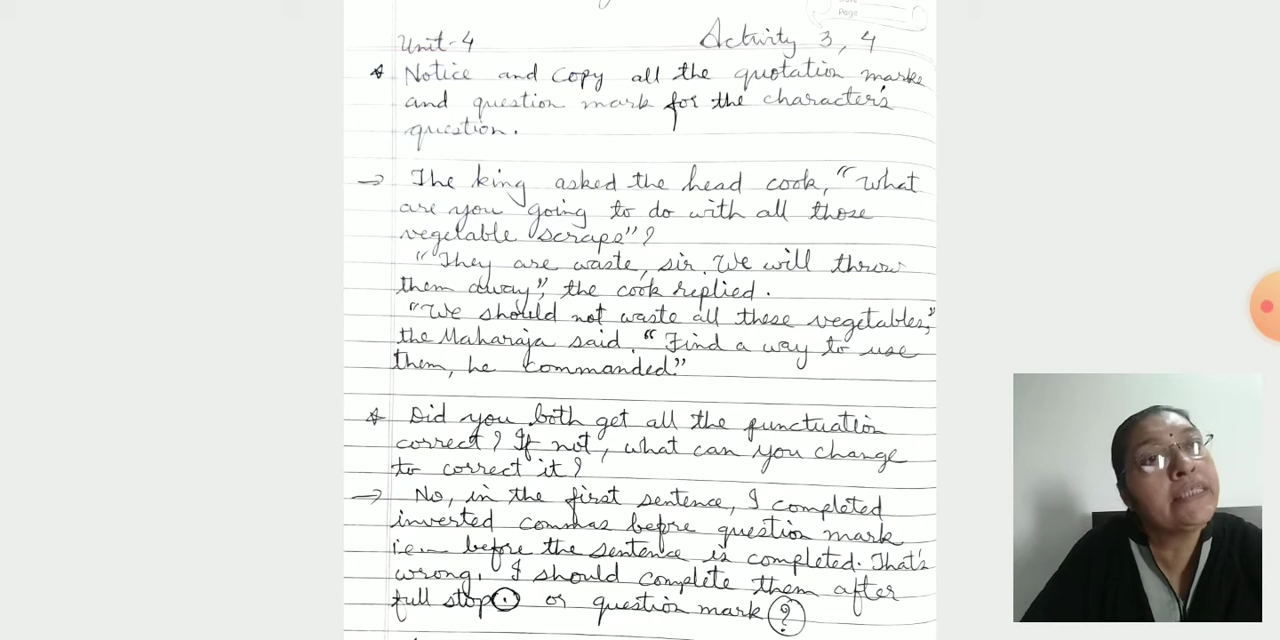 Page
Unit-4 Activity 3, 4
* Notice and copy all the quotation marks
and question mark for the character's
question.
→ The king asked the head cook, “What
are you going to do with all those
vegetable scraps”?
“They are waste, sir. We will throw
them away”, the cook replied.
“We should not waste all these vegetables,”
the Maharaja said. “Find a way to use
them, he commanded.”
* Did you both get all the punctuation
correct? If not, what can you change
to correct it?
→ No, in the first sentence, I completed
inverted commas before question mark
i.e. before the sentence is completed. That's
wrong. I should complete them after
full stop . or question mark ?